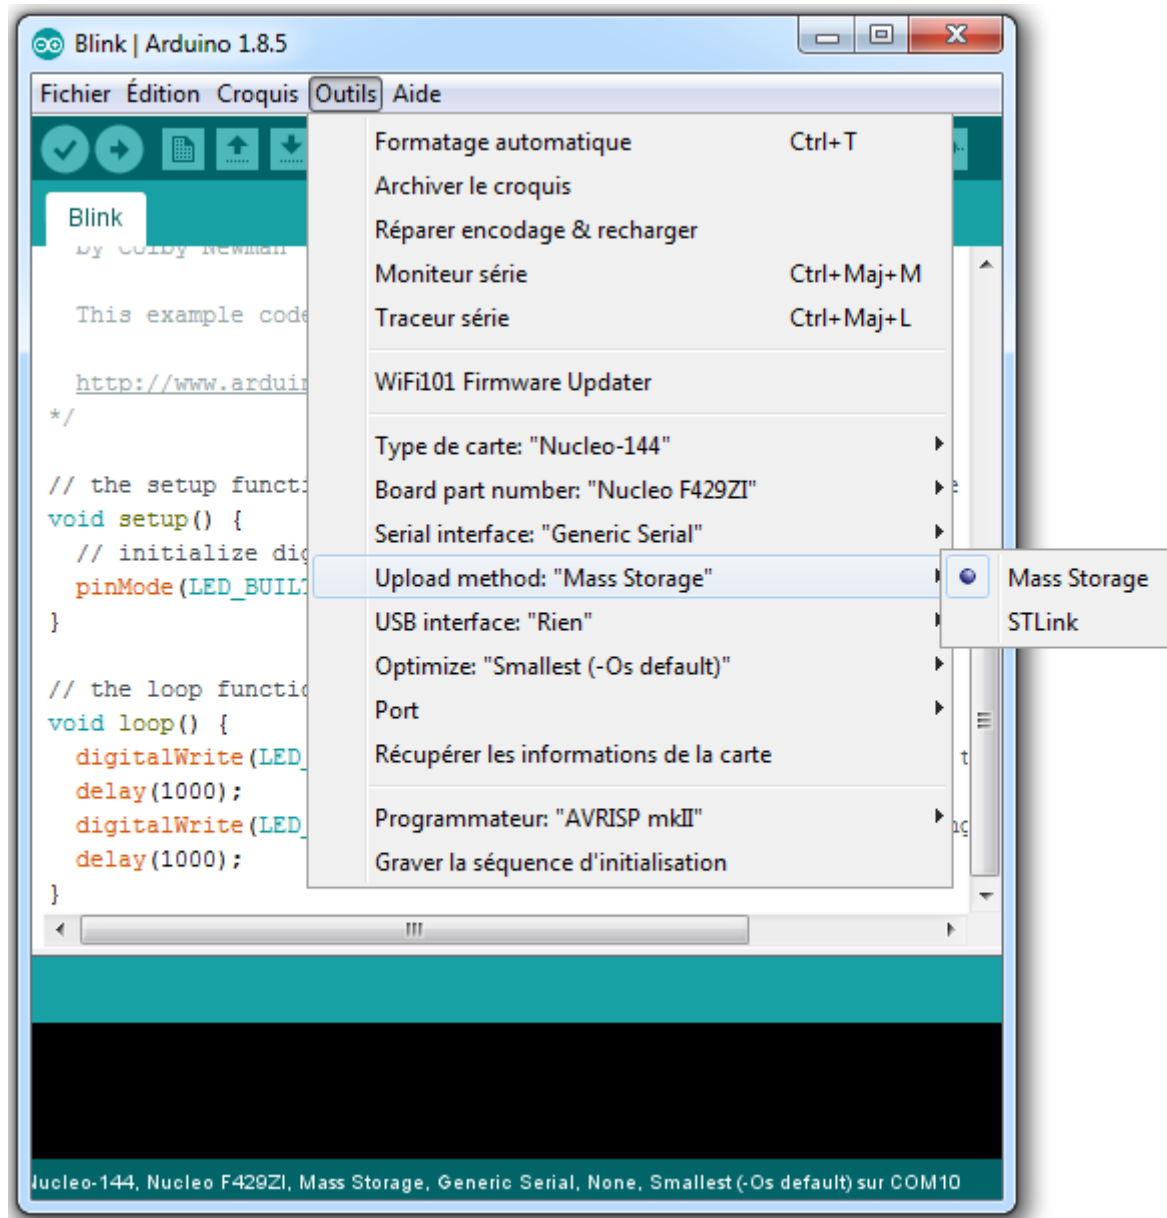 Blink | Arduino 1.8.5
Fichier Édition Croquis Outils Aide
Formatage automatique Ctrl+T
Archiver le croquis
Réparer encodage & recharger
Moniteur série Ctrl+Maj+M
Traceur série Ctrl+Maj+L
WiFi101 Firmware Updater
Type de carte: "Nucleo-144"
Board part number: "Nucleo F429ZI"
Serial interface: "Generic Serial"
Upload method: "Mass Storage"
USB interface: "Rien"
Optimize: "Smallest (-Os default)"
Port
Récupérer les informations de la carte
Programmateur: "AVRISP mkII"
Graver la séquence d'initialisation
Mass Storage
STLink
Blink
by Colby Newman
This example code
http://www.arduin
*/
// the setup functi
void setup() {
// initialize dig
pinMode(LED_BUILT
}
// the loop functio
void loop() {
digitalWrite(LED_
delay(1000);
digitalWrite(LED_
delay(1000);
}
Nucleo-144, Nucleo F429ZI, Mass Storage, Generic Serial, None, Smallest (-Os default) sur COM10